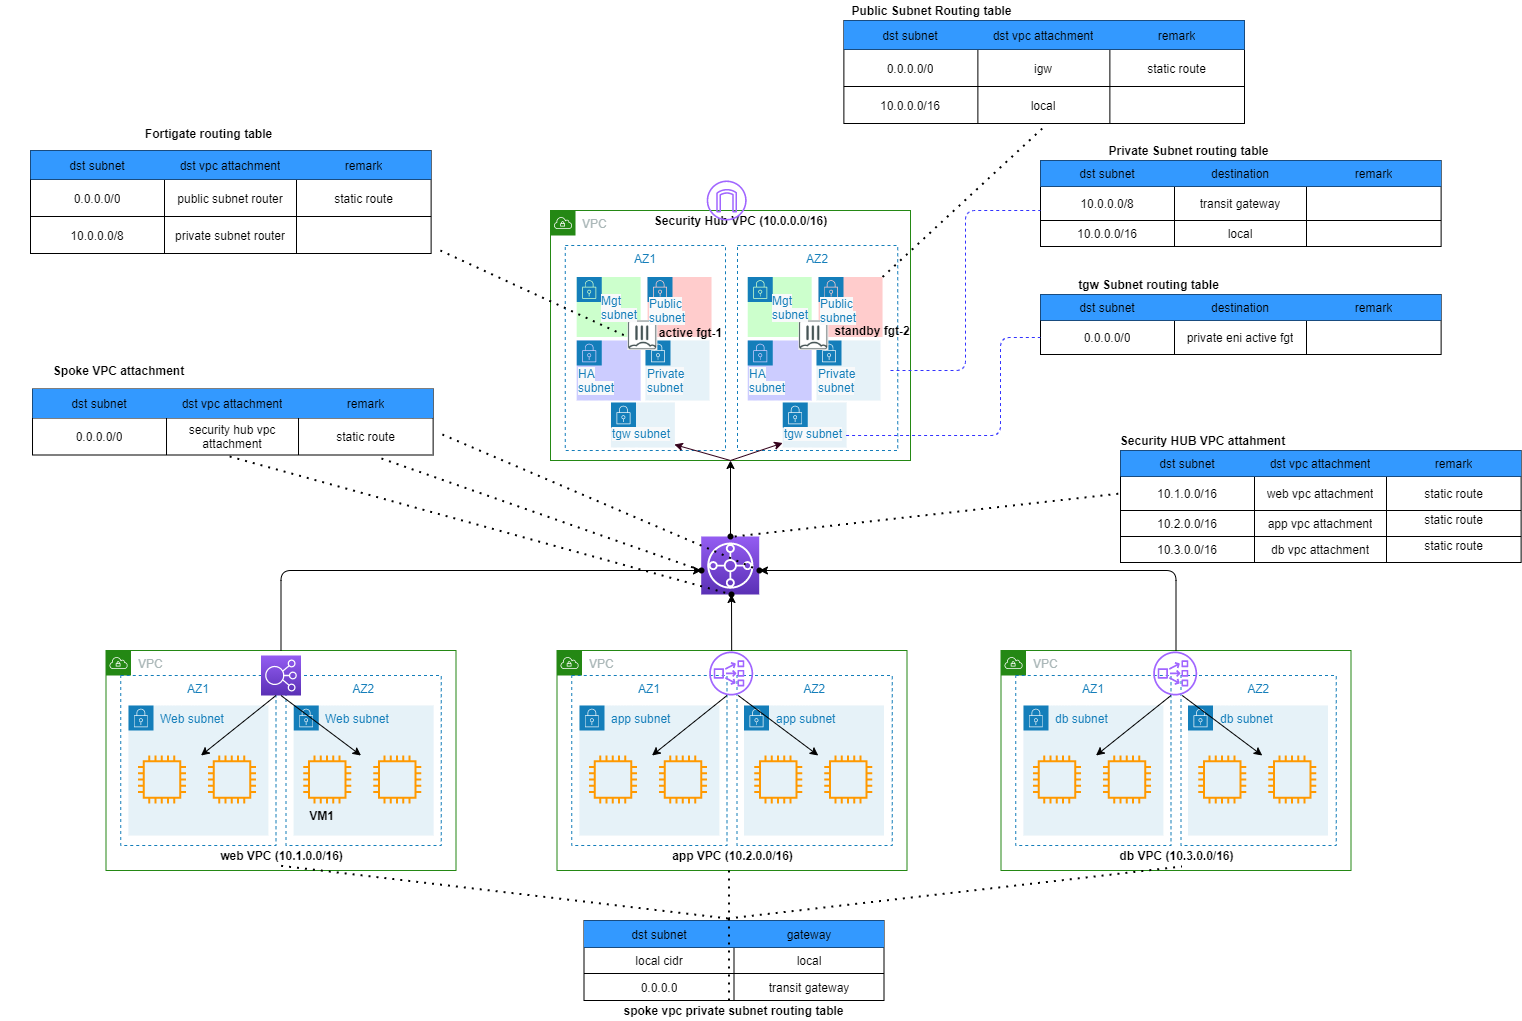 Public Subnet Routing table
dst subnet dst vpc attachment remark
0.0.0.0/0 igw static route
10.0.0.0/16 local
Fortigate routing table
dst subnet dst vpc attachment remark
0.0.0.0/0 public subnet router static route
10.0.0.0/8 private subnet router
Private Subnet routing table
dst subnet destination remark
10.0.0.0/8 transit gateway
10.0.0.0/16 local
VPC
Security Hub VPC (10.0.0.0/16)
AZ1
AZ2
Mgt
subnet
Public
subnet
active fgt-1
HA
subnet
Private
subnet
tgw subnet
Mgt
subnet
Public
subnet
standby fgt-2
HA
subnet
Private
subnet
tgw subnet
tgw Subnet routing table
dst subnet destination remark
0.0.0.0/0 private eni active fgt
Spoke VPC attachment
dst subnet dst vpc attachment remark
0.0.0.0/0 security hub vpc
attachment static route
Security HUB VPC attahment
dst subnet dst vpc attachment remark
10.1.0.0/16 web vpc attachment static route
10.2.0.0/16 app vpc attachment static route
10.3.0.0/16 db vpc attachment static route
VPC
AZ1
AZ2
Web subnet
Web subnet
VM1
web VPC (10.1.0.0/16)
VPC
AZ1
AZ2
app subnet
app subnet
app VPC (10.2.0.0/16)
VPC
AZ1
AZ2
db subnet
db subnet
db VPC (10.3.0.0/16)
dst subnet gateway
local cidr local
0.0.0.0 transit gateway
spoke vpc private subnet routing table